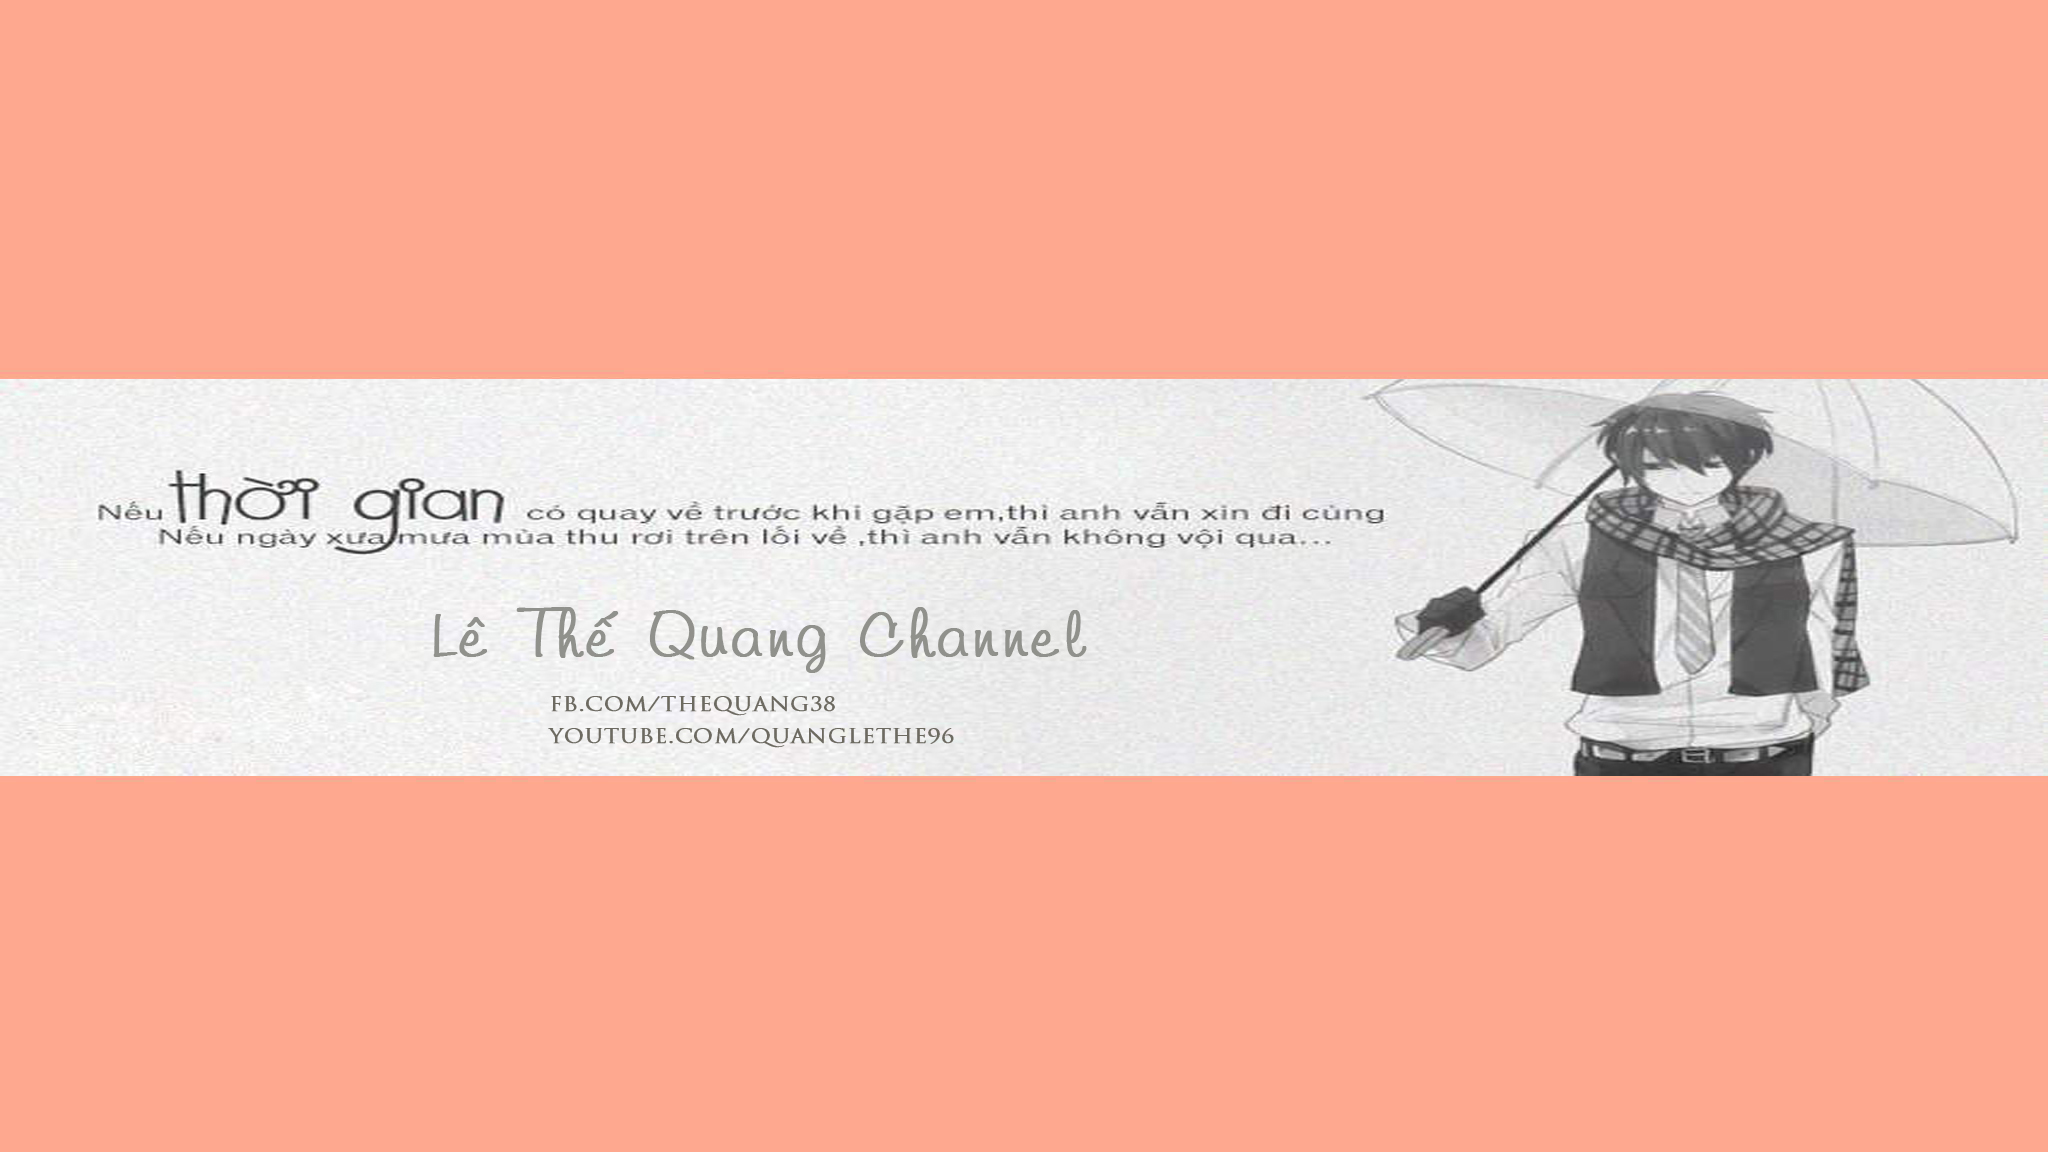 Nếu thời gian có quay về trước khi gặp em,thì anh vẫn xin đi cùng
Nếu ngày xưa mưa mùa thu rơi trên lối về ,thì anh vẫn không vội qua...
Lê Thế Quang Channel
FB.COM/THEQUANG38
YOUTUBE.COM/QUANGLETHE96